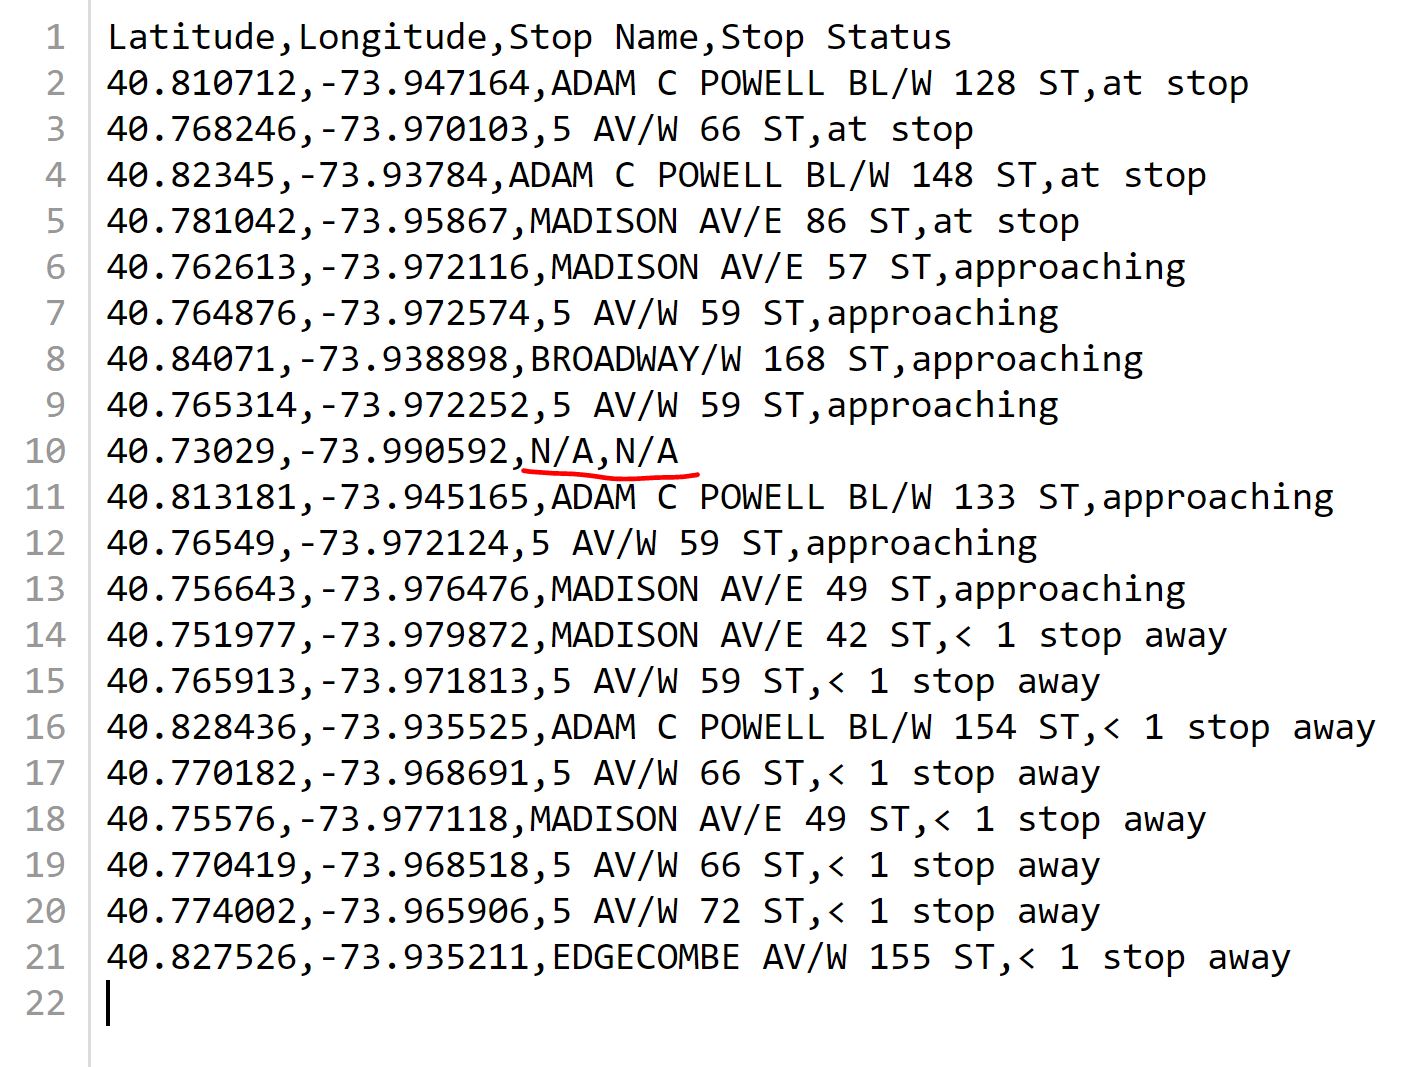 1 Latitude,Longitude,Stop Name,Stop Status
2 40.810712,-73.947164,ADAM C POWELL BL/W 128 ST,at stop
3 40.768246,-73.970103,5 AV/W 66 ST,at stop
4 40.82345,-73.93784,ADAM C POWELL BL/W 148 ST,at stop
5 40.781042,-73.95867,MADISON AV/E 86 ST,at stop
6 40.762613,-73.972116,MADISON AV/E 57 ST,approaching
7 40.764876,-73.972574,5 AV/W 59 ST,approaching
8 40.84071,-73.938898,BROADWAY/W 168 ST,approaching
9 40.765314,-73.972252,5 AV/W 59 ST,approaching
10 40.73029,-73.990592,N/A,N/A
11 40.813181,-73.945165,ADAM C POWELL BL/W 133 ST,approaching
12 40.76549,-73.972124,5 AV/W 59 ST,approaching
13 40.756643,-73.976476,MADISON AV/E 49 ST,approaching
14 40.751977,-73.979872,MADISON AV/E 42 ST,< 1 stop away
15 40.765913,-73.971813,5 AV/W 59 ST,< 1 stop away
16 40.828436,-73.935525,ADAM C POWELL BL/W 154 ST,< 1 stop away
17 40.770182,-73.968691,5 AV/W 66 ST,< 1 stop away
18 40.75576,-73.977118,MADISON AV/E 49 ST,< 1 stop away
19 40.770419,-73.968518,5 AV/W 66 ST,< 1 stop away
20 40.774002,-73.965906,5 AV/W 72 ST,< 1 stop away
21 40.827526,-73.935211,EDGECOMBE AV/W 155 ST,< 1 stop away
22